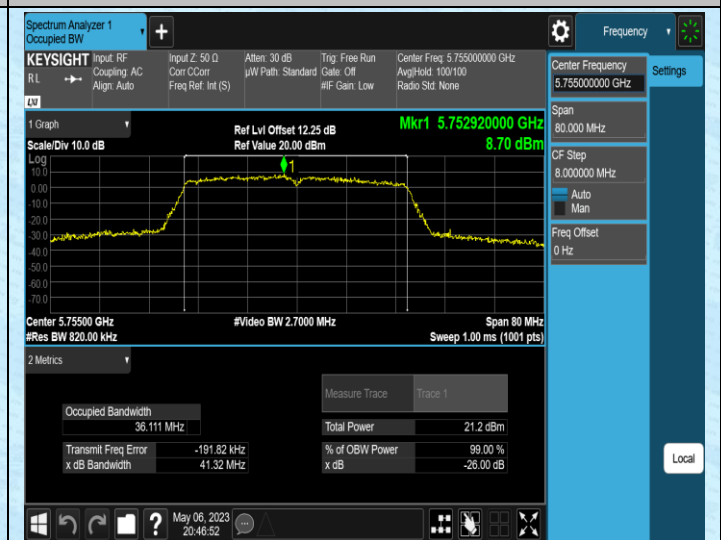 Spectrum Analyzer 1
Occupied BW
Frequency
KEYSIGHT
R L
LXI
Input: RF
Coupling: AC
Align: Auto
Input Z: 50 Ω
Corr CCorr
Freq Ref: Int (S)
Atten: 30 dB
µW Path: Standard
Trig: Free Run
Gate: Off
#IF Gain: Low
Center Freq: 5.755000000 GHz
Avg|Hold: 100/100
Radio Std: None
Center Frequency
5.755000000 GHz
Settings
Span
80.000 MHz
CF Step
8.000000 MHz
Auto
Man
Freq Offset
0 Hz
1 Graph
Scale/Div 10.0 dB
Ref Lvl Offset 12.25 dB
Ref Value 20.00 dBm
Mkr1 5.752920000 GHz
8.70 dBm
Log
10.0
0.00
-10.0
-20.0
-30.0
-40.0
-50.0
-60.0
-70.0
1
Center 5.75500 GHz
#Video BW 2.7000 MHz
Span 80 MHz
#Res BW 820.00 kHz
Sweep 1.00 ms (1001 pts)
2 Metrics
Measure Trace
Trace 1
Occupied Bandwidth
36.111 MHz
Total Power
21.2 dBm
Transmit Freq Error
-191.82 kHz
% of OBW Power
99.00 %
x dB Bandwidth
41.32 MHz
x dB
-26.00 dB
Local
?
May 06, 2023
20:46:52